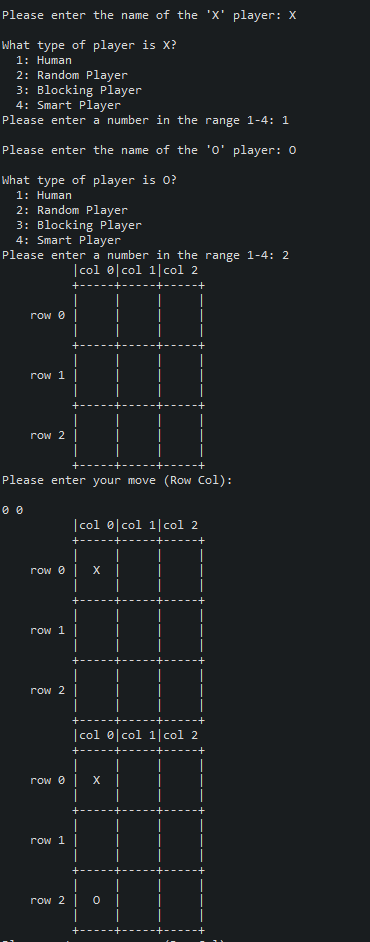 Please enter the name of the 'X' player: X
What type of player is X?
1: Human
2: Random Player
3: Blocking Player
4: Smart Player
Please enter a number in the range 1-4: 1
Please enter the name of the 'O' player: O
What type of player is O?
1: Human
2: Random Player
3: Blocking Player
4: Smart Player
Please enter a number in the range 1-4: 2
|col 0|col 1|col 2
row 0
row 1
row 2
Please enter your move (Row Col):
0 0
|col 0|col 1|col 2
row 0 | X
row 1
row 2
|col 0|col 1|col 2
row 0 | X
row 1
row 2 | O